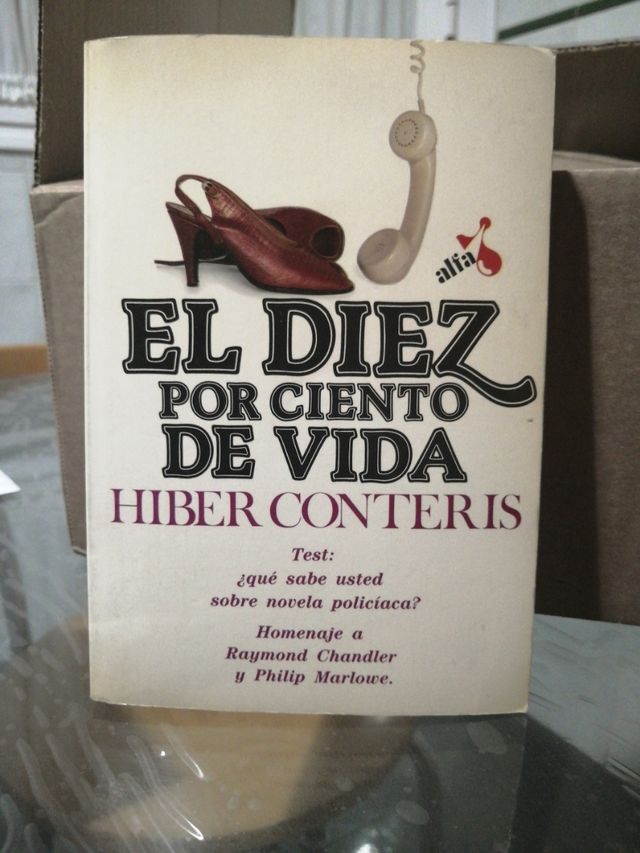 alfa
EL DIEZ
POR CIENTO
DE VIDA
HIBER CONTERIS
Test:
¿qué sabe usted
sobre novela policíaca?
Homenaje a
Raymond Chandler
y Philip Marlowe.